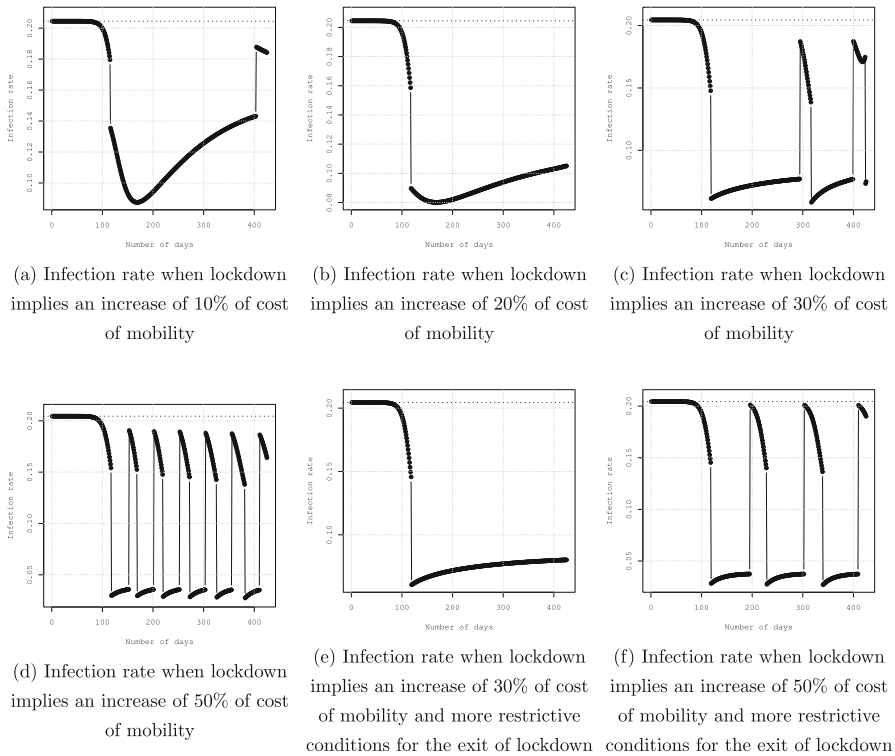 0.20
0.18
0.16
0.14
0.12
0.10
Infection rate
0 100 200 300 400
Number of days
(a) Infection rate when lockdown
implies an increase of 10% of cost
of mobility
0.20
0.18
0.16
0.14
0.12
0.10
0.08
Infection rate
0 100 200 300 400
Number of days
(b) Infection rate when lockdown
implies an increase of 20% of cost
of mobility
0.20
0.15
0.10
Infection rate
0 100 200 300 400
Number of days
(c) Infection rate when lockdown
implies an increase of 30% of cost
of mobility
0.20
0.15
0.10
0.05
Infection rate
0 100 200 300 400
Number of days
(d) Infection rate when lockdown
implies an increase of 50% of cost
of mobility
0.20
0.15
0.10
Infection rate
0 100 200 300 400
Number of days
(e) Infection rate when lockdown
implies an increase of 30% of cost
of mobility and more restrictive
conditions for the exit of lockdown
0.20
0.15
0.10
0.05
Infection rate
0 100 200 300 400
Number of days
(f) Infection rate when lockdown
implies an increase of 50% of cost
of mobility and more restrictive
conditions for the exit of lockdown